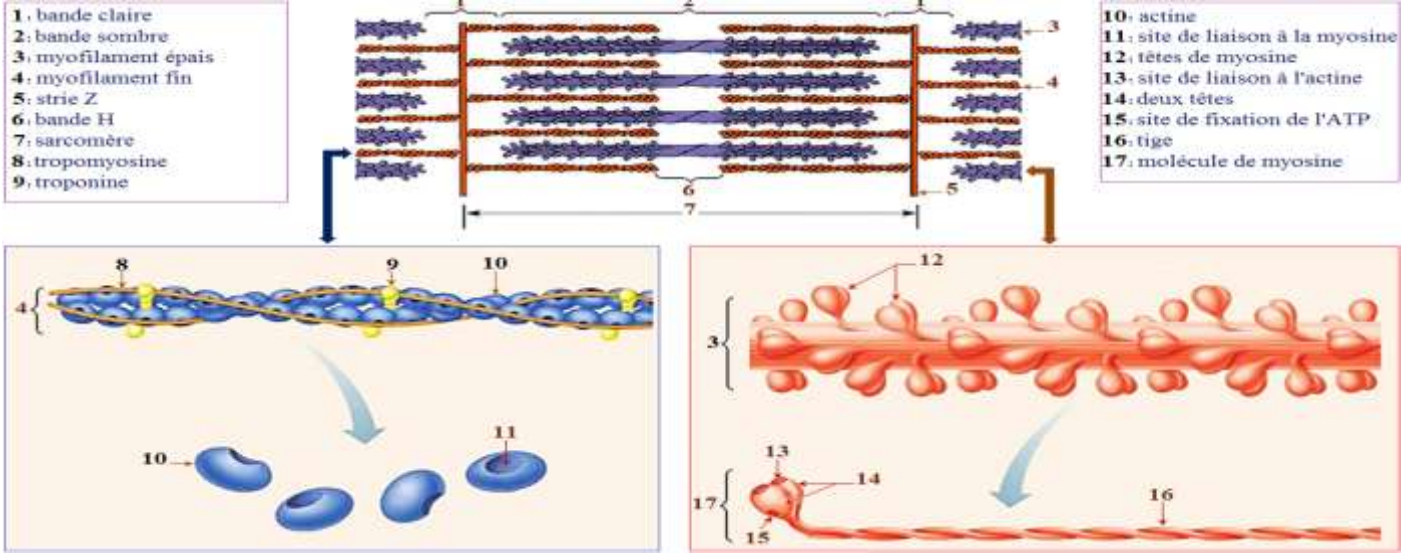 1: bande claire
2: bande sombre
3: myofilament épais
4: myofilament fin
5: strie Z
6: bande H
7: sarcomère
8: tropomyosine
9: troponine
1 2 1
3
4
5
6
7
10: actine
11: site de liaison à la myosine
12: têtes de myosine
13: site de liaison à l'actine
14: deux têtes
15: site de fixation de l'ATP
16: tige
17: molécule de myosine
8 9 10
4
11
10
12
3
13
14
17
16
15